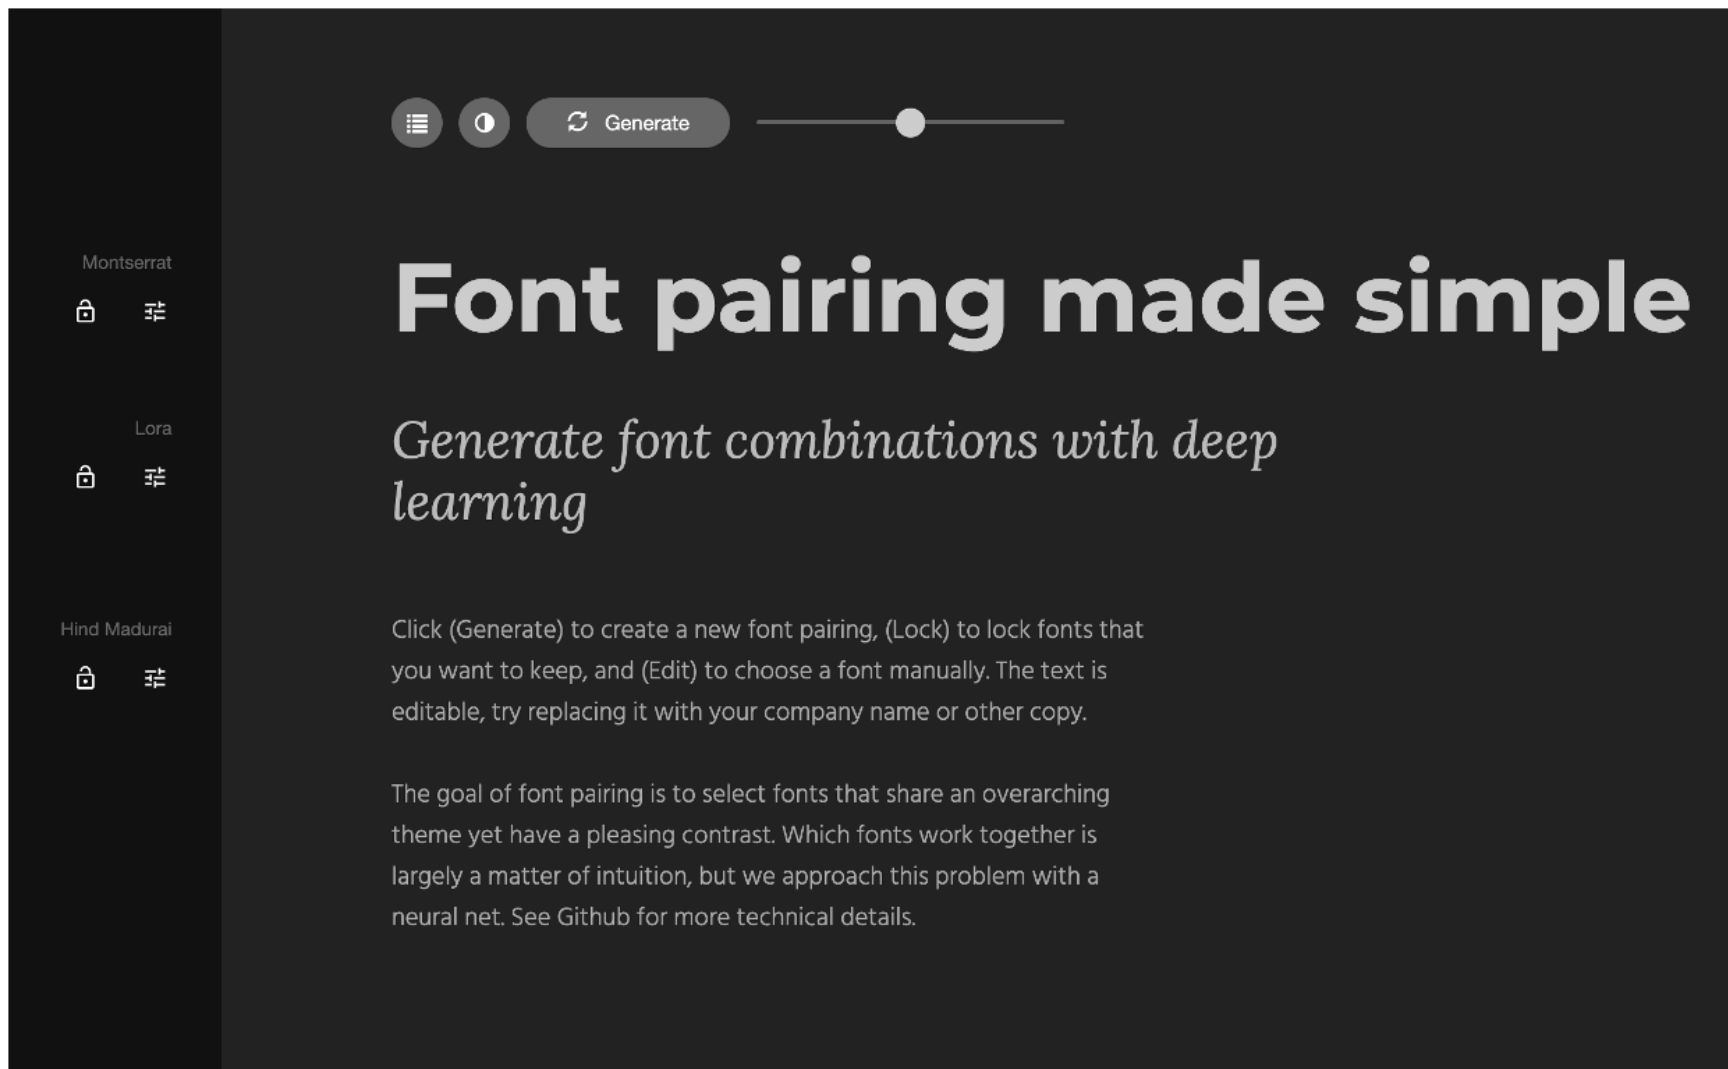 Generate
Montserrat
Font pairing made simple
Lora
Generate font combinations with deep
learning
Hind Madurai
Click (Generate) to create a new font pairing, (Lock) to lock fonts that
you want to keep, and (Edit) to choose a font manually. The text is
editable, try replacing it with your company name or other copy.
The goal of font pairing is to select fonts that share an overarching
theme yet have a pleasing contrast. Which fonts work together is
largely a matter of intuition, but we approach this problem with a
neural net. See Github for more technical details.